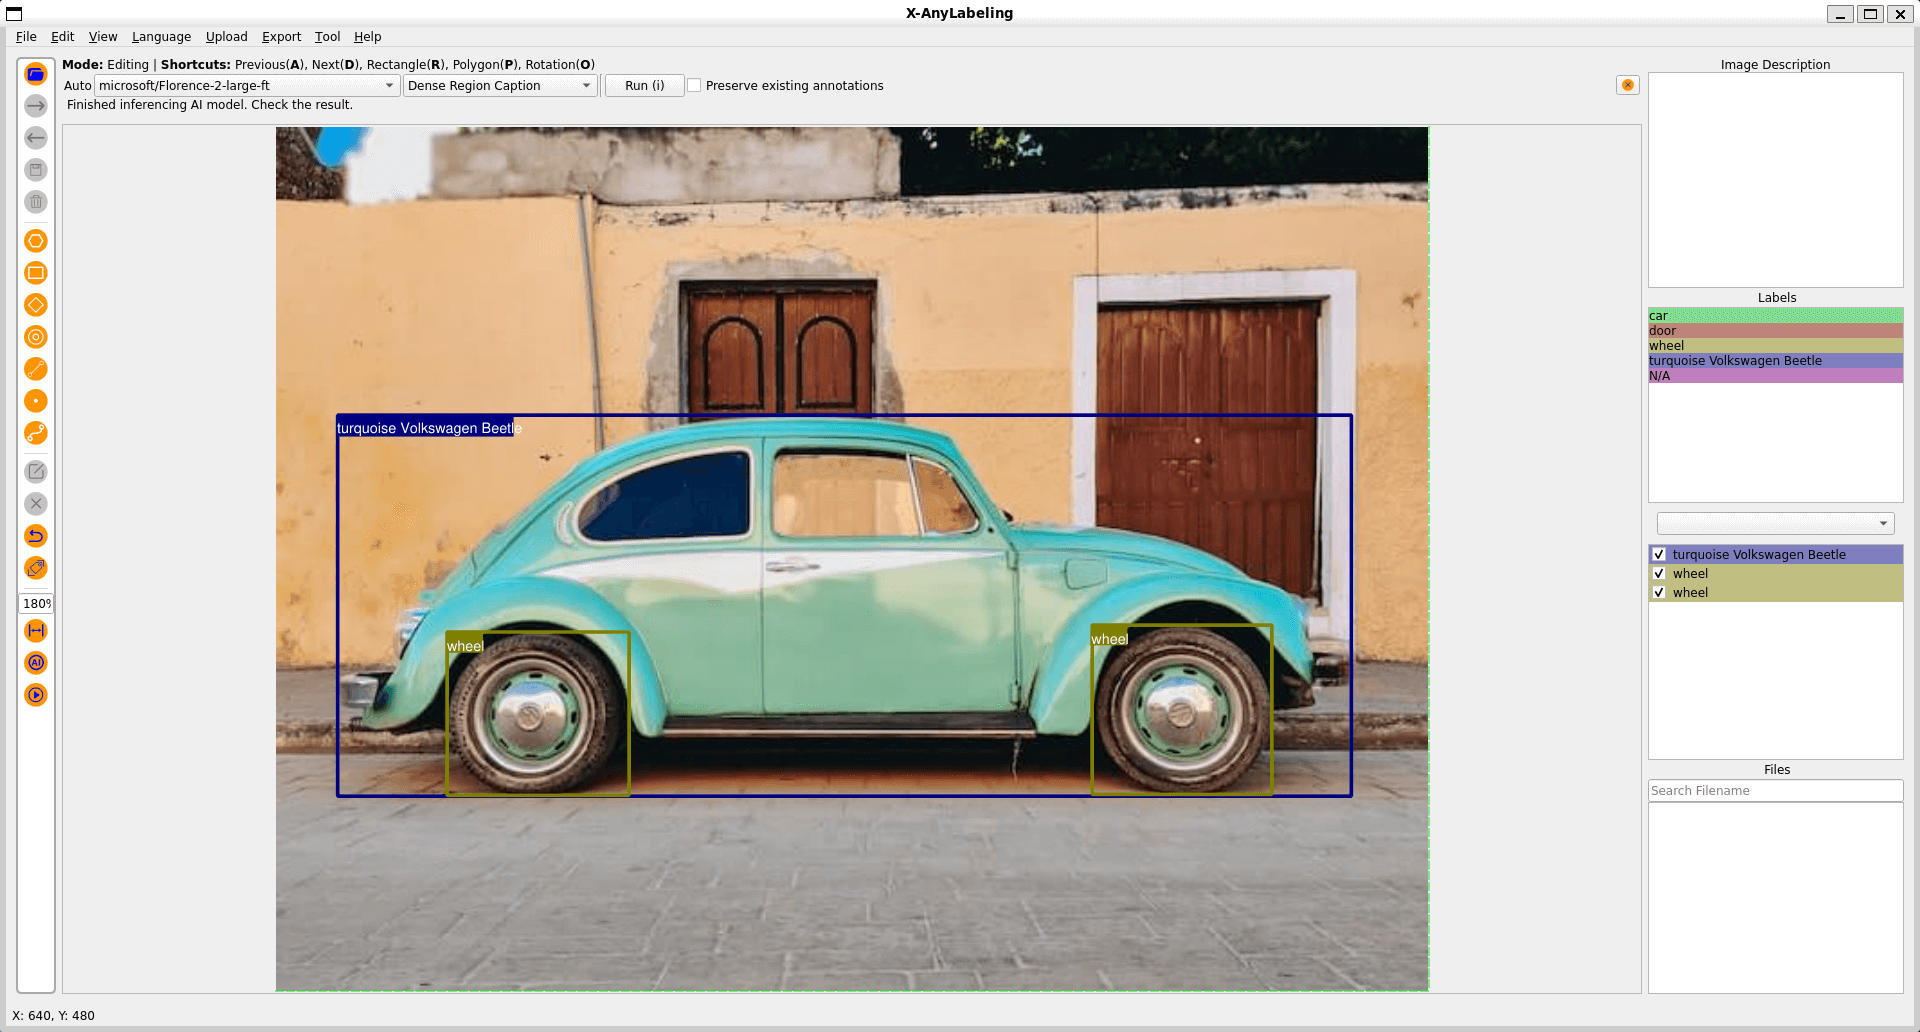 X-AnyLabeling
File Edit View Language Upload Export Tool Help
Mode: Editing | Shortcuts: Previous(A), Next(D), Rectangle(R), Polygon(P), Rotation(O)
Auto microsoft/Florence-2-large-ft Dense Region Caption Run (i) Preserve existing annotations
Finished inferencing AI model. Check the result.
turquoise Volkswagen Beetle
wheel
wheel
AI
180%
Image Description
Labels
car
door
wheel
turquoise Volkswagen Beetle
N/A
turquoise Volkswagen Beetle
wheel
wheel
Files
Search Filename
X: 640, Y: 480